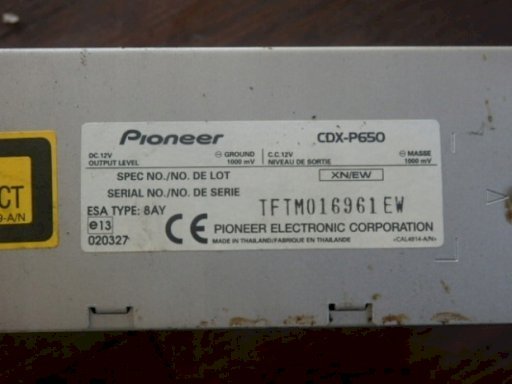 Pioneer CDX-P650
DC.12V ⊖ GROUND C.C.12V ⊖ MASSE
OUTPUT LEVEL 1000 mV NIVEAU DE SORTIE 1000 mV
SPEC NO./NO. DE LOT XN/EW
SERIAL NO./NO. DE SERIE
TFTM016961EW
ESA TYPE: 8AY
e13
020327
CE PIONEER ELECTRONIC CORPORATION
MADE IN THAILAND/FABRIQUE EN THAILANDE <CAL4814-A/N>
CT